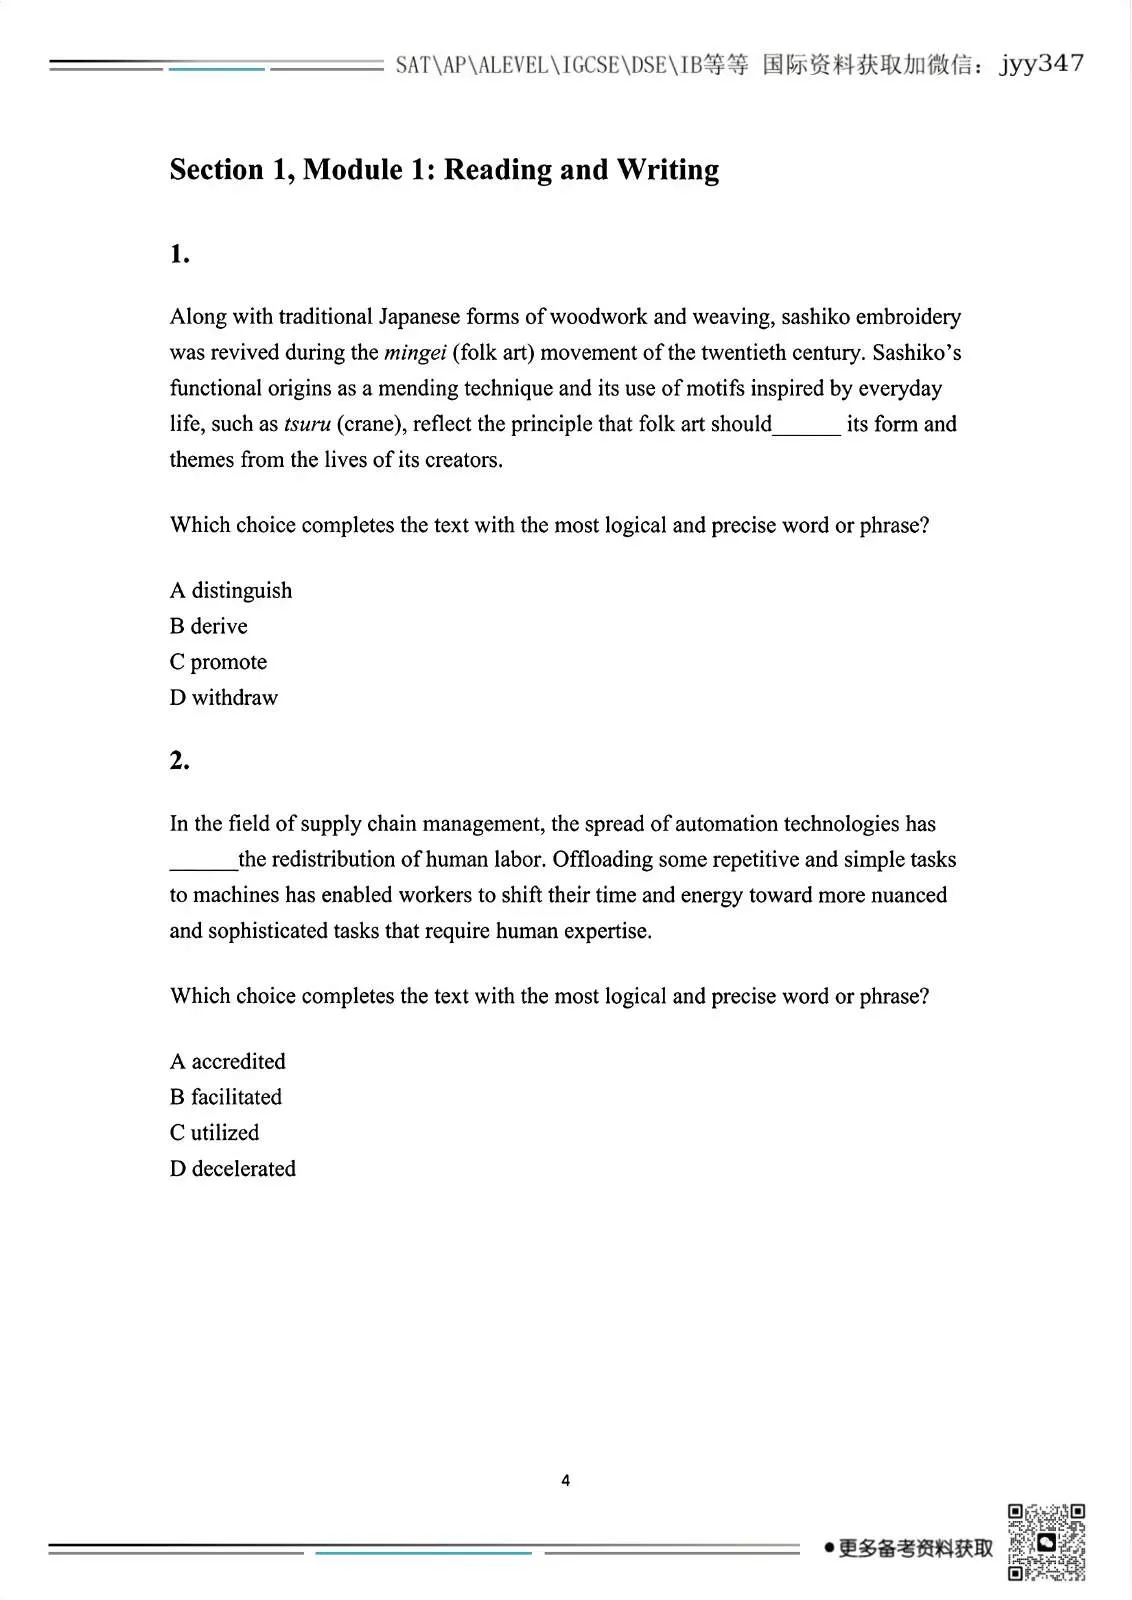 SAT\AP\ALEVEL\IGCSE\DSE\IB等等 国际资料获取加微信：jyy347
Section 1, Module 1: Reading and Writing
1.
Along with traditional Japanese forms of woodwork and weaving, sashiko embroidery
was revived during the mingei (folk art) movement of the twentieth century. Sashiko’s
functional origins as a mending technique and its use of motifs inspired by everyday
life, such as tsuru (crane), reflect the principle that folk art should______ its form and
themes from the lives of its creators.
Which choice completes the text with the most logical and precise word or phrase?
A distinguish
B derive
C promote
D withdraw
2.
In the field of supply chain management, the spread of automation technologies has
______the redistribution of human labor. Offloading some repetitive and simple tasks
to machines has enabled workers to shift their time and energy toward more nuanced
and sophisticated tasks that require human expertise.
Which choice completes the text with the most logical and precise word or phrase?
A accredited
B facilitated
C utilized
D decelerated
4
●更多备考资料获取